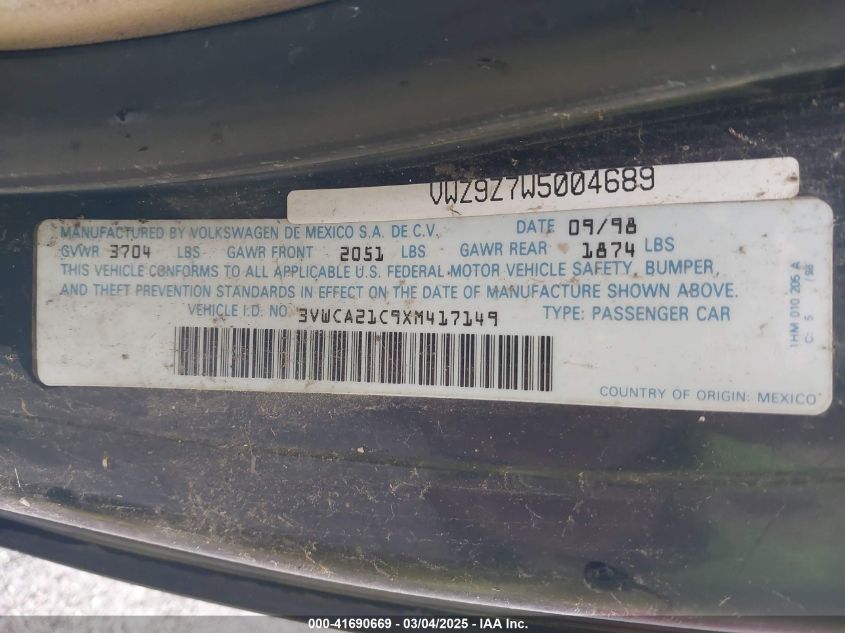 VWZ9Z7W5004689
MANUFACTURED BY VOLKSWAGEN DE MEXICO S.A. DE C.V. DATE 09/98
GVWR 3704 LBS GAWR FRONT 2051 LBS GAWR REAR 1874 LBS
THIS VEHICLE CONFORMS TO ALL APPLICABLE U.S. FEDERAL MOTOR VEHICLE SAFETY, BUMPER,
AND THEFT PREVENTION STANDARDS IN EFFECT ON THE DATE OF MANUFACTURE SHOWN ABOVE.
VEHICLE I.D. NO. 3VWCA21C9XM417149 TYPE: PASSENGER CAR
COUNTRY OF ORIGIN: MEXICO
1HM 010 205 A
C: 5 /98
000-41690669 - 03/04/2025 - IAA Inc.